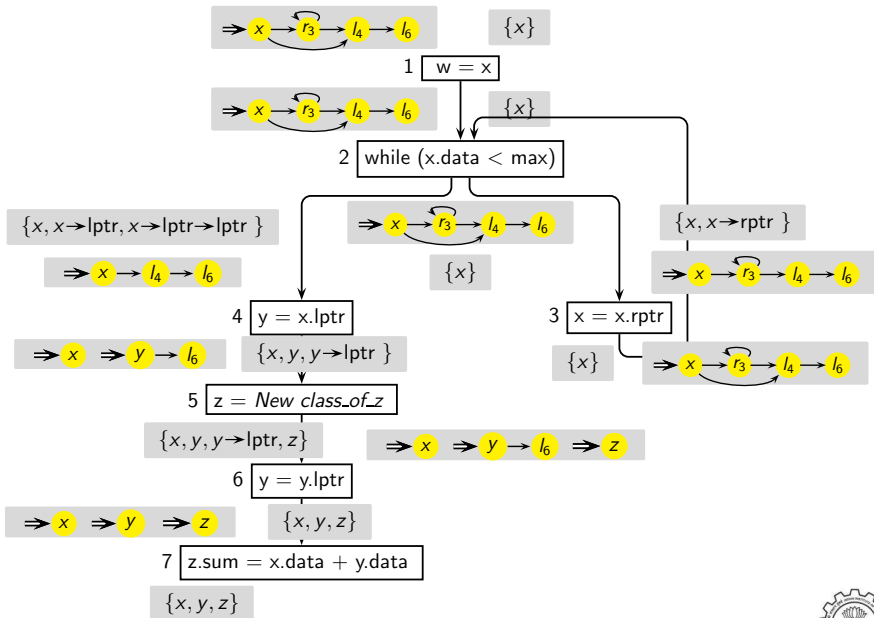 x r3 l4 l6 {x}
1 w = x
x r3 l4 l6 {x}
2 while (x.data < max)
{x, x→lptr, x→lptr→lptr }
x r3 l4 l6
{x, x→rptr }
x l4 l6
{x}
x r3 l4 l6
4 y = x.lptr
3 x = x.rptr
x y l6
{x, y, y→lptr }
{x}
x r3 l4 l6
5 z = New class_of_z
{x, y, y→lptr, z}
x y l6 z
6 y = y.lptr
x y z
{x, y, z}
7 z.sum = x.data + y.data
{x, y, z}